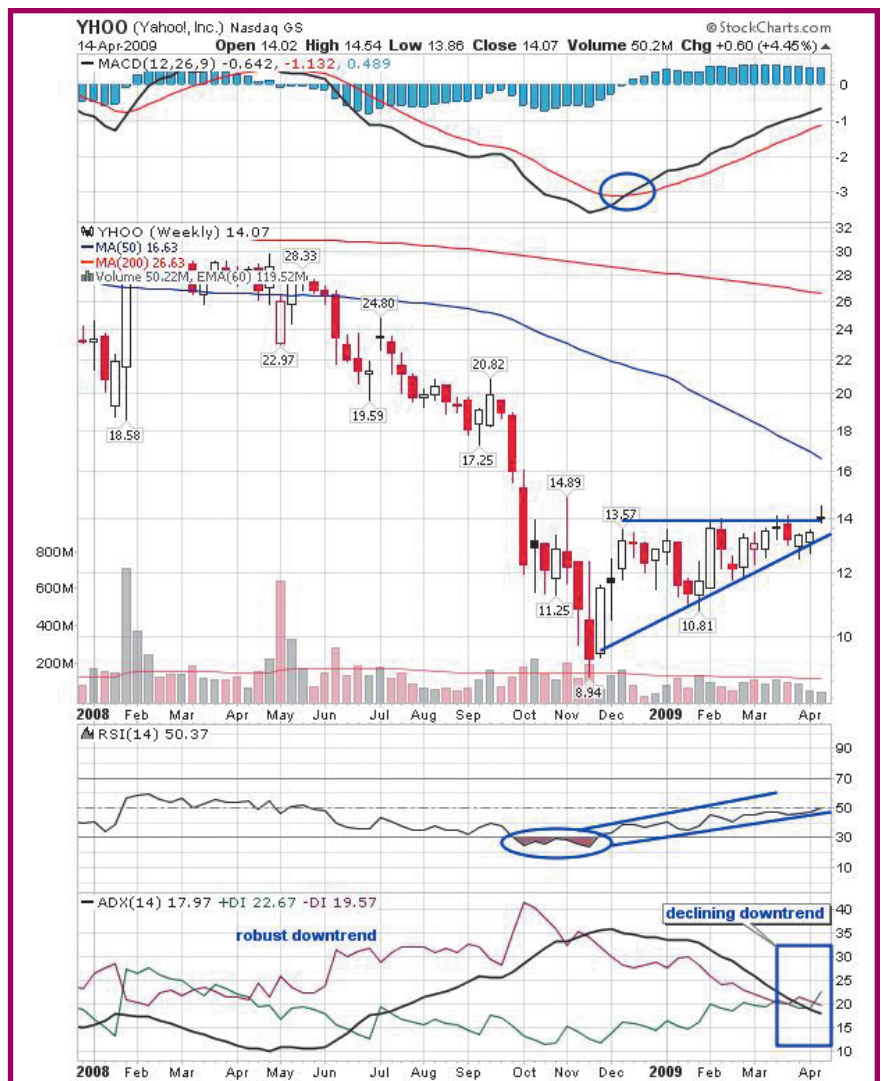 YHOO (Yahoo!, Inc.) Nasdaq GS © StockCharts.com
14-Apr-2009 Open 14.02 High 14.54 Low 13.86 Close 14.07 Volume 50.2M Chg +0.60 (+4.45%)
MACD(12,26,9) -0.642, -1.132, 0.489
0
-1
-2
-3
YHOO (Weekly) 14.07
MA(50) 16.63
MA(200) 26.63
Volume 50.22M, EMA(60) 119.52M
32
30
28
26
24
22
20
18
16
14
12
10
28.33
24.80
22.97
20.82
19.59
18.58
17.25
14.89
13.57
11.25
10.81
8.94
800M
600M
400M
200M
2008 Feb Mar Apr May Jun Jul Aug Sep Oct Nov Dec 2009 Feb Mar Apr
RSI(14) 50.37
90
70
50
30
10
ADX(14) 17.97 +DI 22.67 -DI 19.57
robust downtrend
declining downtrend
40
35
30
25
20
15
10
2008 Feb Mar Apr May Jun Jul Aug Sep Oct Nov Dec 2009 Feb Mar Apr